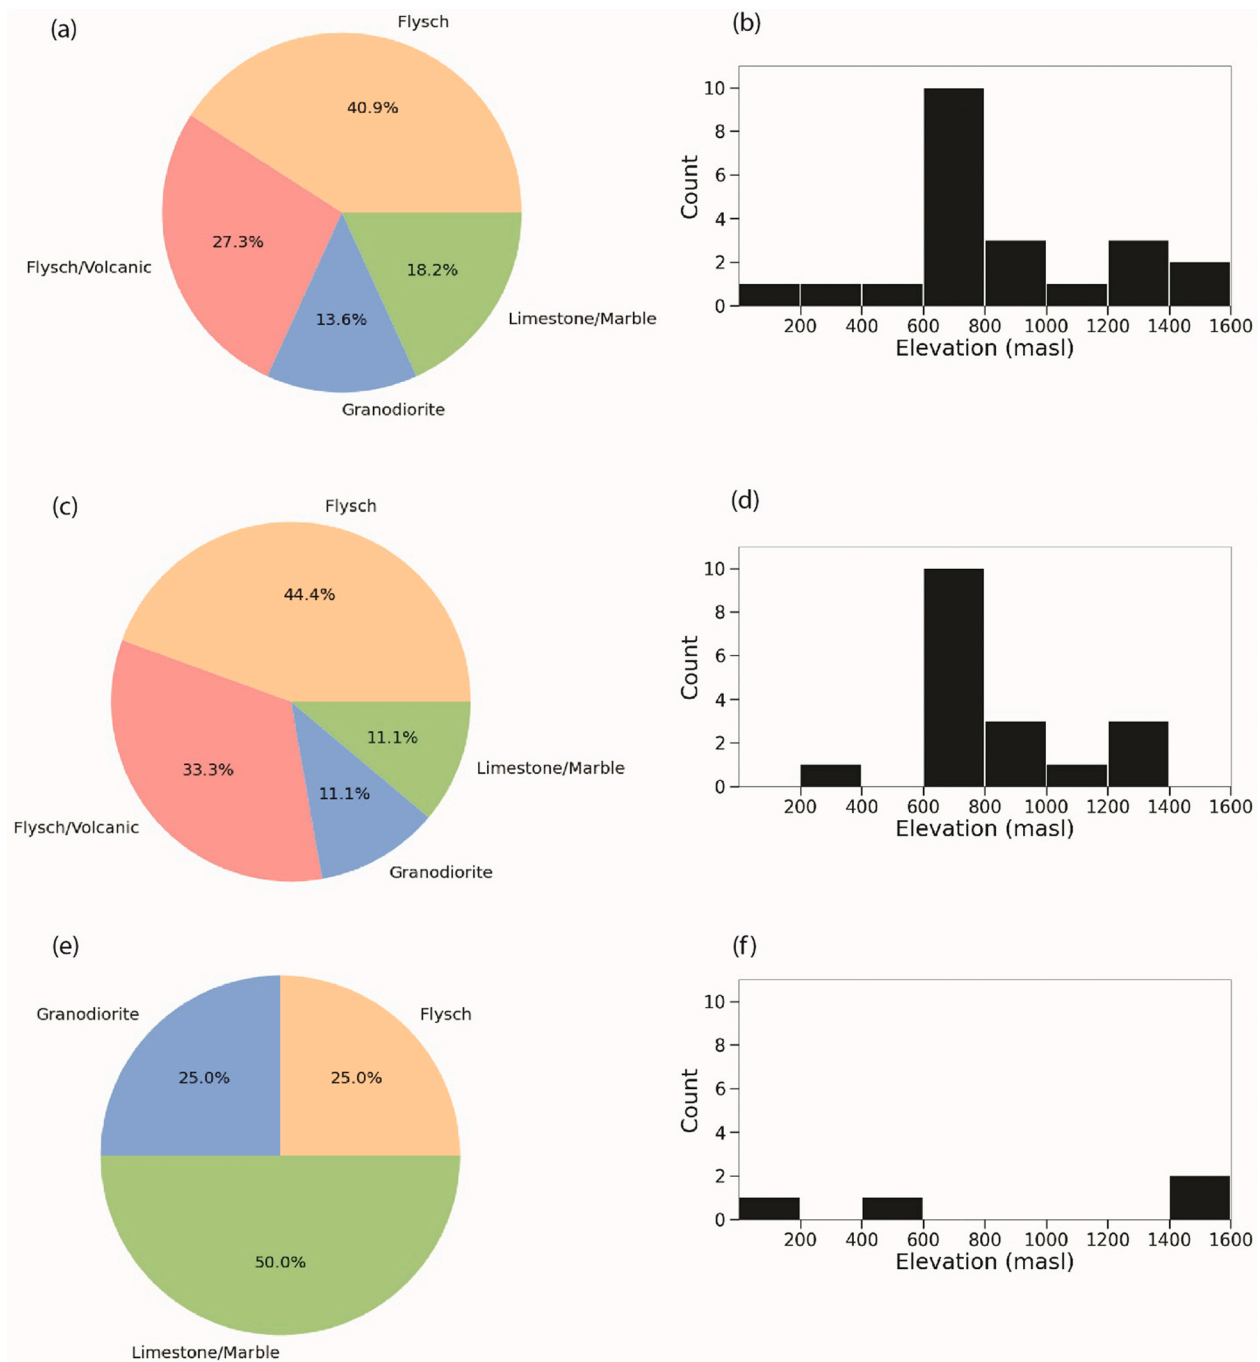 (a)
Flysch
40.9%
27.3%
Flysch/Volcanic
18.2%
13.6%
Limestone/Marble
Granodiorite
(b)
10
8
6
4
2
0
Count
200 400 600 800 1000 1200 1400 1600
Elevation (masl)
(c)
Flysch
44.4%
11.1%
33.3%
Limestone/Marble
11.1%
Flysch/Volcanic
Granodiorite
(d)
10
8
6
4
2
0
Count
200 400 600 800 1000 1200 1400 1600
Elevation (masl)
(e)
Granodiorite
Flysch
25.0%
25.0%
50.0%
Limestone/Marble
(f)
10
8
6
4
2
0
Count
200 400 600 800 1000 1200 1400 1600
Elevation (masl)